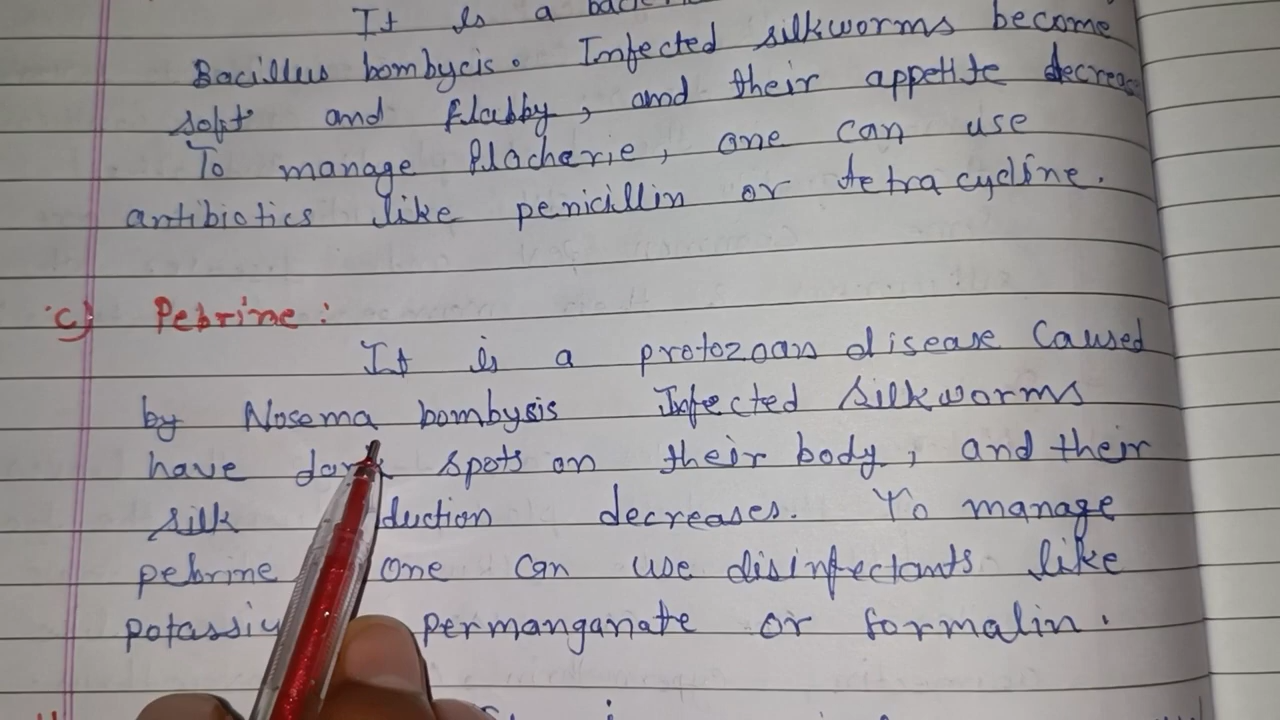 It is a
Bacillus bombycis. Infected silkworms become
soft and flabby, and their appetite decreas
To manage flacherie, one can use
antibiotics like penicillin or tetracycline.
c) Pebrine:
It is a protozoan disease caused
by Nosema bombysis Infected silkworms
have dark spots on their body, and their
silk duction decreases. To manage
pebrine one can use disinfectants like
potassiu permanganate or formalin.